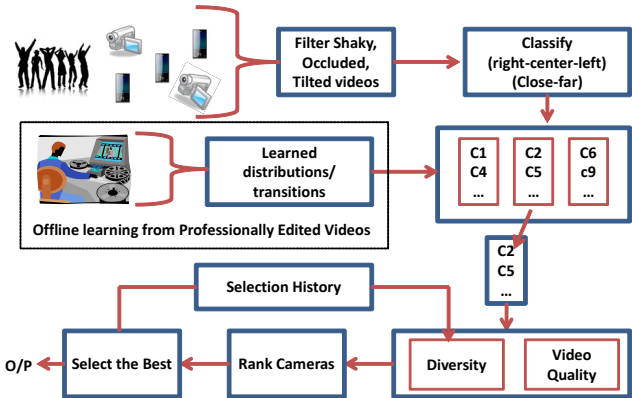 Filter Shaky,
Occluded,
Tilted videos
Classify
(right-center-left)
(Close-far)
Learned
distributions/
transitions
Offline learning from Professionally Edited Videos
C1
C4
...
C2
C5
...
C6
c9
...
C2
C5
...
Selection History
O/P
Select the Best
Rank Cameras
Diversity
Video
Quality